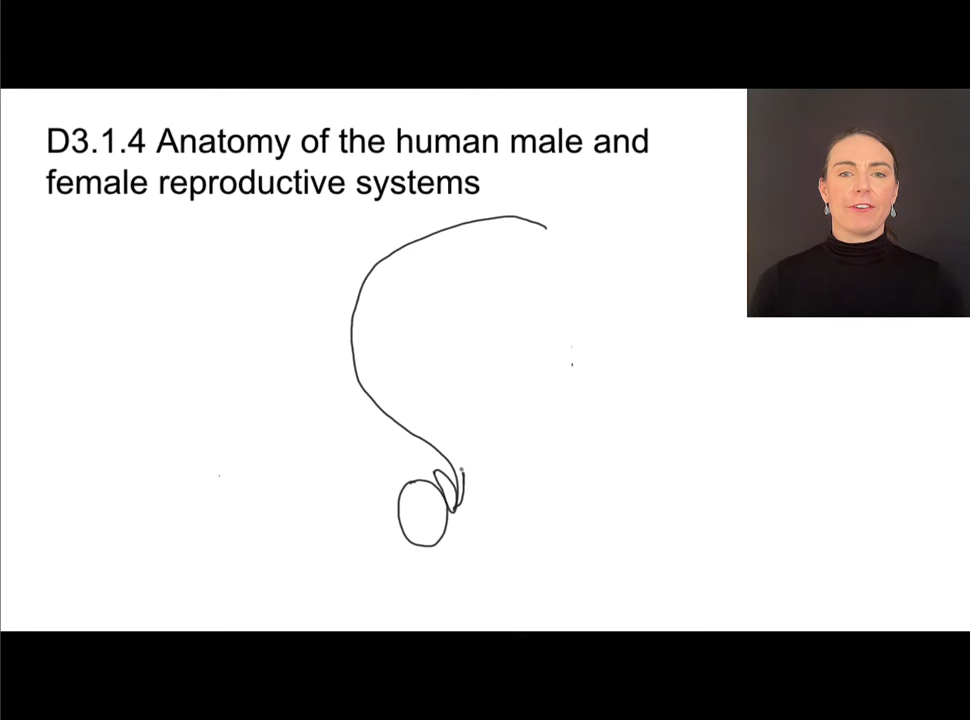 D3.1.4 Anatomy of the human male and
female reproductive systems